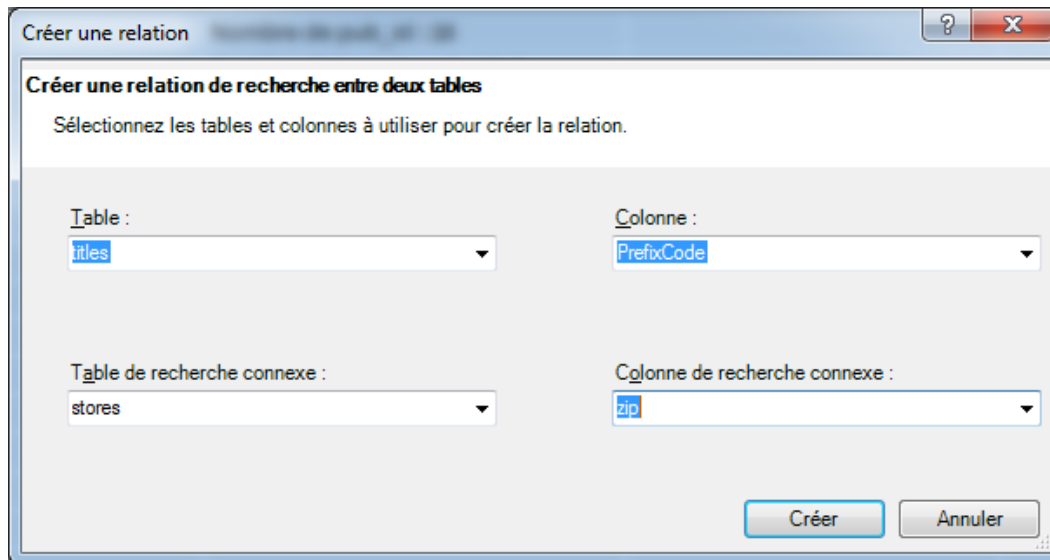 Créer une relation
Créer une relation de recherche entre deux tables
Sélectionnez les tables et colonnes à utiliser pour créer la relation.
Table :
Colonne :
titles
PrefixCode
Table de recherche connexe :
Colonne de recherche connexe :
stores
zip
Créer
Annuler